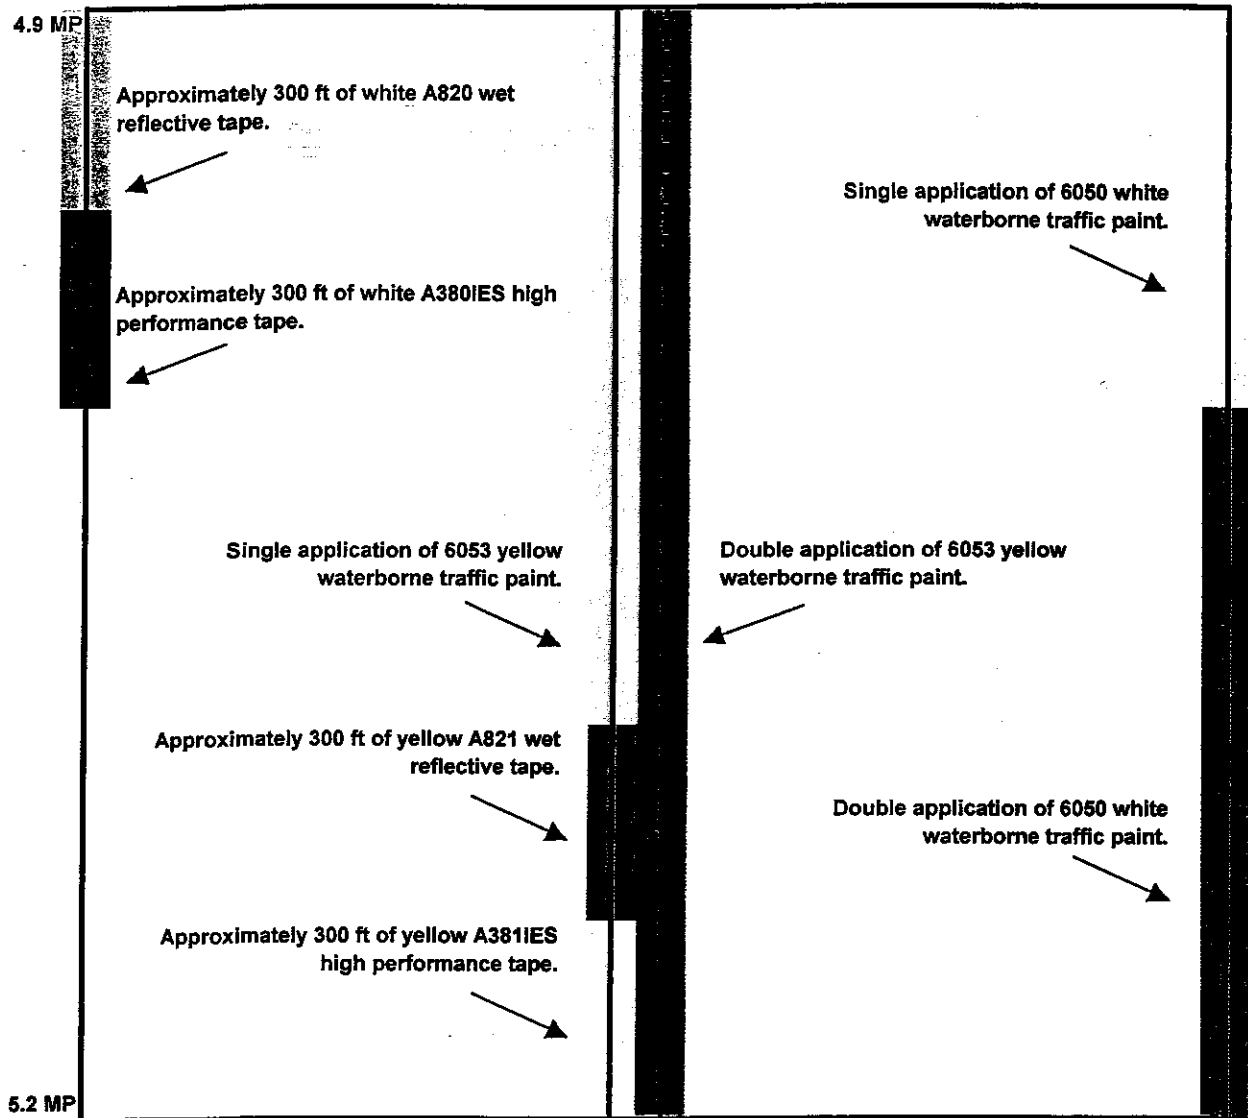 4.9 MP
Approximately 300 ft of white A820 wet
reflective tape.
Single application of 6050 white
waterborne traffic paint.
Approximately 300 ft of white A380IES high
performance tape.
Single application of 6053 yellow
waterborne traffic paint.
Double application of 6053 yellow
waterborne traffic paint.
Approximately 300 ft of yellow A821 wet
reflective tape.
Double application of 6050 white
waterborne traffic paint.
Approximately 300 ft of yellow A381IES
high performance tape.
5.2 MP